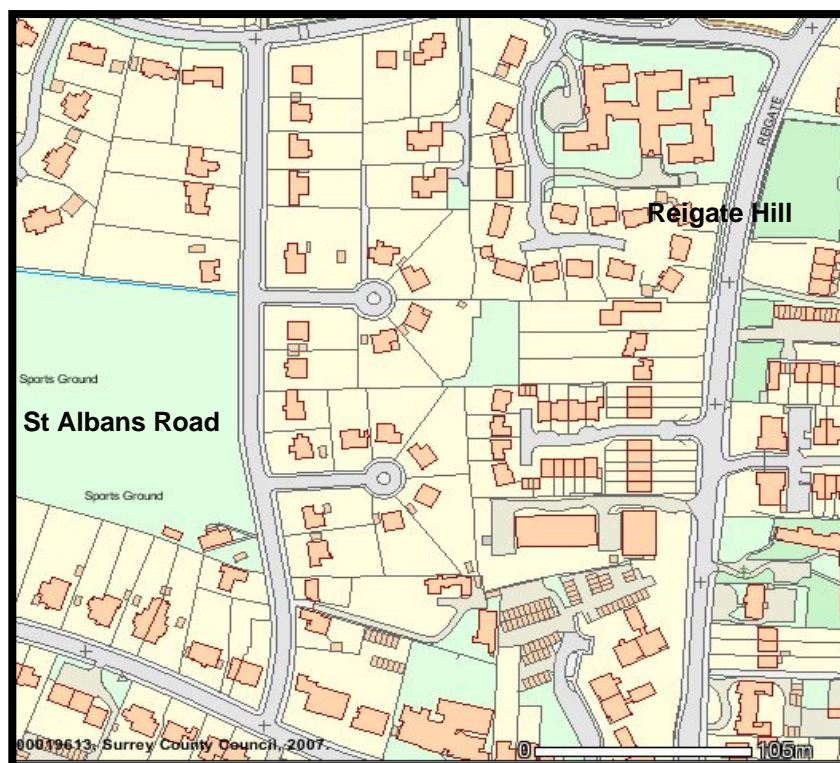 REIGATE
Reigate Hill
Sports Ground
St Albans Road
Sports Ground
00019613, Surrey County Council, 2007.
0 105m